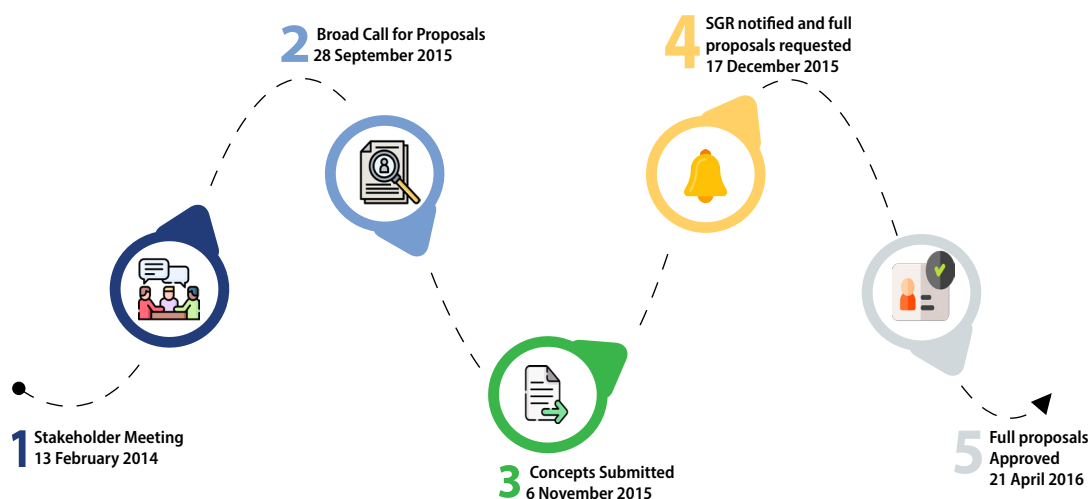 1
Stakeholder Meeting
13 February 2014
2
Broad Call for Proposals
28 September 2015
3
Concepts Submitted
6 November 2015
4
SGR notified and full
proposals requested
17 December 2015
5
Full proposals
Approved
21 April 2016